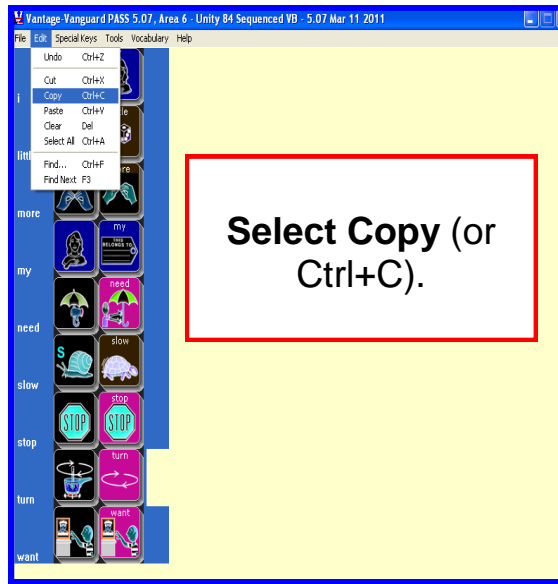 Vantage-Vanguard PASS 5.07, Area 6 - Unity 84 Sequenced VB - 5.07 Mar 11 2011
File Edit Special Keys Tools Vocabulary Help
Undo Ctrl+Z
Cut Ctrl+X
Copy Ctrl+C
Paste Ctrl+V
Clear Del
Select All Ctrl+A
Find... Ctrl+F
Find Next F3
i
more
my
THIS BELONGS TO
my
need
need
slow
S
slow
stop
STOP
STOP
stop
turn
turn
want
want
Select Copy (or
Ctrl+C).